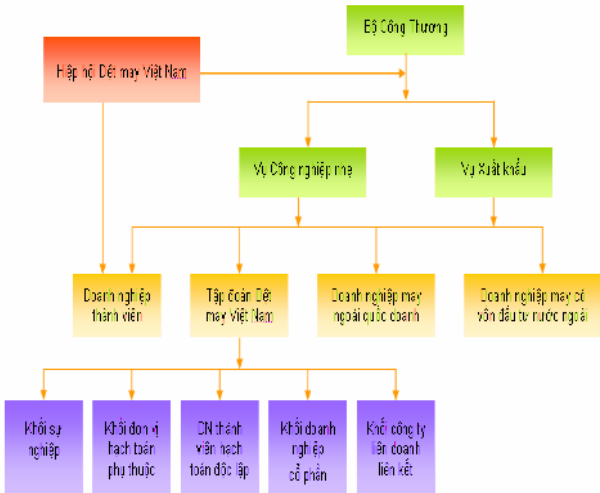 Bộ Công Thương
Hiệp hội Dệt may Việt Nam
Vụ Công nghiệp nhẹ
Vụ Xuất khẩu
Doanh nghiệp
thành viên
Tập đoàn Dệt
may Việt Nam
Doanh nghiệp may
ngoài quốc doanh
Doanh nghiệp may có
vốn đầu tư nước ngoài
Khối sự
nghiệp
Khối đơn vị
hạch toán
phụ thuộc
DN thành
viên hạch
toán độc lập
Khối doanh
nghiệp
cổ phần
Khối công ty
liên doanh
liên kết